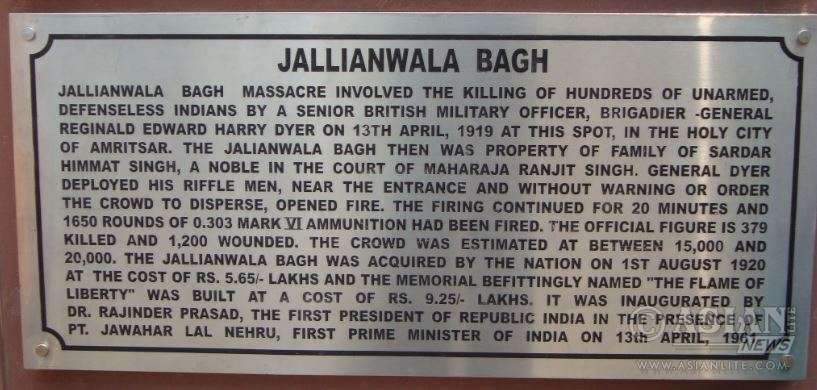 JALLIANWALA BAGH
JALLIANWALA BAGH MASSACRE INVOLVED THE KILLING OF HUNDREDS OF UNARMED,
DEFENSELESS INDIANS BY A SENIOR BRITISH MILITARY OFFICER, BRIGADIER -GENERAL
REGINALD EDWARD HARRY DYER ON 13TH APRIL, 1919 AT THIS SPOT, IN THE HOLY CITY
OF AMRITSAR. THE JALIANWALA BAGH THEN WAS PROPERTY OF FAMILY OF SARDAR
HIMMAT SINGH, A NOBLE IN THE COURT OF MAHARAJA RANJIT SINGH. GENERAL DYER
DEPLOYED HIS RIFFLE MEN, NEAR THE ENTRANCE AND WITHOUT WARNING OR ORDER
THE CROWD TO DISPERSE, OPENED FIRE. THE FIRING CONTINUED FOR 20 MINUTES AND
1650 ROUNDS OF 0.303 MARK VI AMMUNITION HAD BEEN FIRED. THE OFFICIAL FIGURE IS 379
KILLED AND 1,200 WOUNDED. THE CROWD WAS ESTIMATED AT BETWEEN 15,000 AND
20,000. THE JALLIANWALA BAGH WAS ACQUIRED BY THE NATION ON 1ST AUGUST 1920
AT THE COST OF RS. 5.65/- LAKHS AND THE MEMORIAL BEFITTINGLY NAMED "THE FLAME OF
LIBERTY" WAS BUILT AT A COST OF RS. 9.25/- LAKHS. IT WAS INAUGURATED BY
DR. RAJINDER PRASAD, THE FIRST PRESIDENT OF REPUBLIC INDIA IN THE PRESENCE OF
PT. JAWAHAR LAL NEHRU, FIRST PRIME MINISTER OF INDIA ON 13TH APRIL, 1961
© ASIAN LITE
NEWS
WWW.ASIANLITE.COM